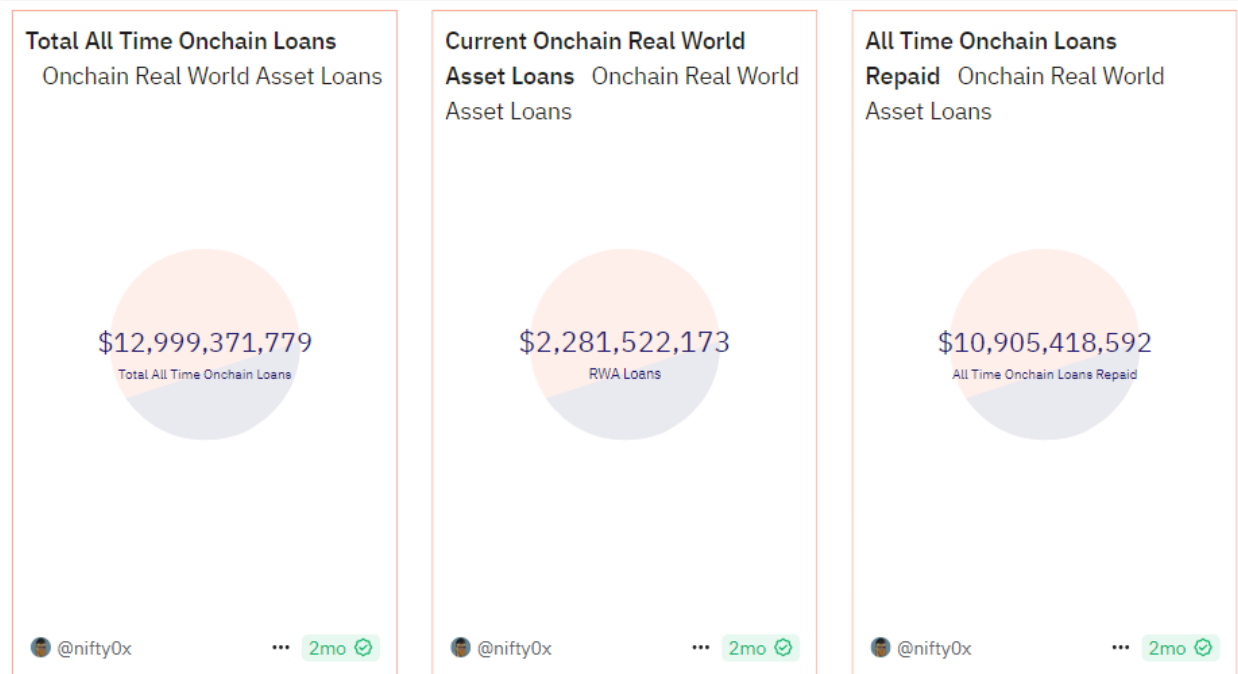 Total All Time Onchain Loans
Onchain Real World Asset Loans
$12,999,371,779
Total All Time Onchain Loans
@nifty0x
2mo
Current Onchain Real World
Asset Loans Onchain Real World
Asset Loans
$2,281,522,173
RWA Loans
@nifty0x
2mo
All Time Onchain Loans
Repaid Onchain Real World
Asset Loans
$10,905,418,592
All Time Onchain Loans Repaid
@nifty0x
2mo